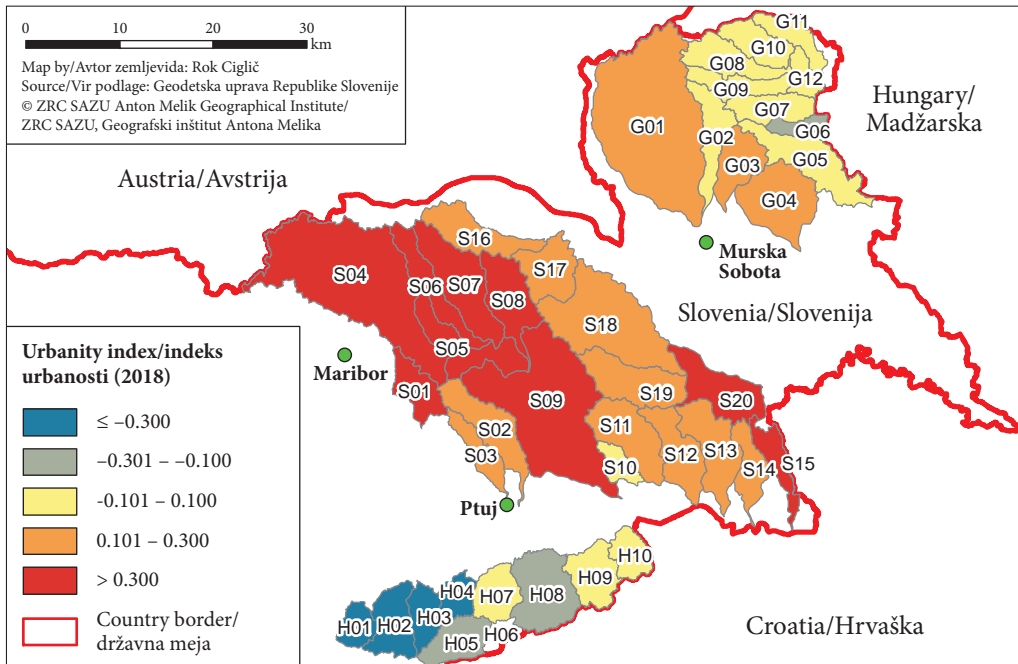 0 10 20 30
km
Map by/Avtor zemljevida: Rok Ciglič
Source/Vir podlage: Geodetska uprava Republike Slovenije
© ZRC SAZU Anton Melik Geographical Institute/
ZRC SAZU, Geografski inštitut Antona Melika
G11
G10
G08
G12
G09
G07
G06
G01
G02
G03
G05
G04
Hungary/
Madžarska
Austria/Avstrija
Murska
Sobota
Slovenia/Slovenija
S16
S17
S04
S06
S07
S08
S18
S05
Maribor
S01
S09
S19
S20
S02
S11
S03
S10
S12
S13
S14
S15
Ptuj
Urbanity index/indeks
urbanosti (2018)
≤ –0.300
–0.301 – –0.100
-0.101 – 0.100
0.101 – 0.300
> 0.300
Country border/
državna meja
H10
H09
H08
H07
H04
H03
H02
H01
H06
H05
Croatia/Hrvaška